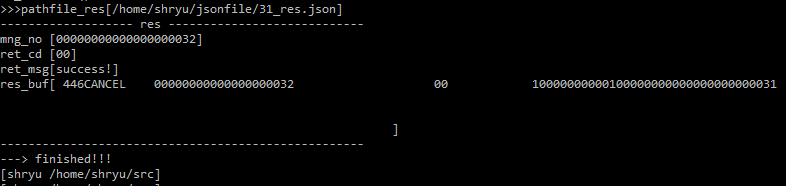 >>>pathfile_res[/home/shryu/jsonfile/31_res.json]
------------------- res -----------------------------
mng_no [00000000000000000032]
ret_cd [00]
ret_msg[success!]
res_buf[ 446CANCEL    00000000000000000032                    00            10000000000100000000000000000000031
]
----------------------------------------------------
---> finished!!!
[shryu /home/shryu/src]